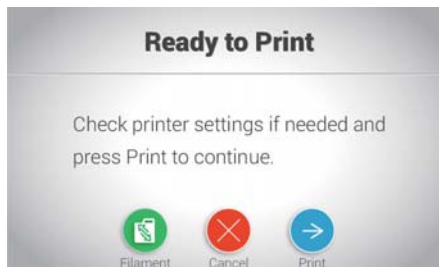 Ready to Print
Check printer settings if needed and
press Print to continue.
Filament Cancel Print